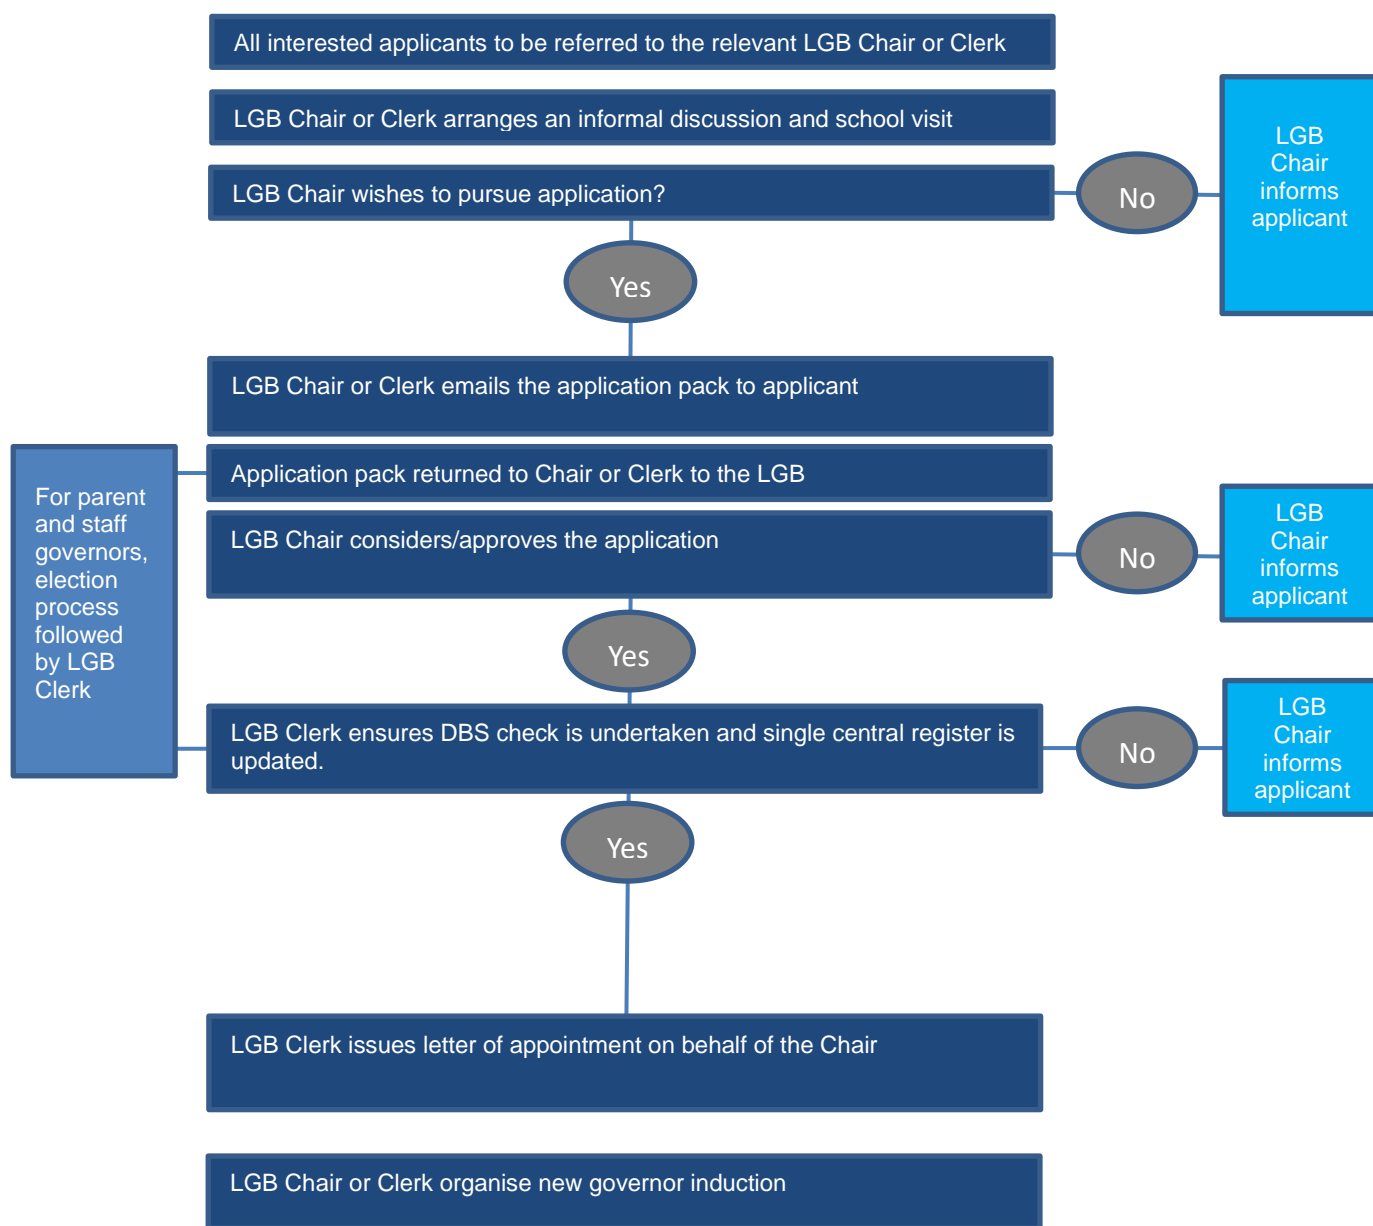 All interested applicants to be referred to the relevant LGB Chair or Clerk
LGB Chair or Clerk arranges an informal discussion and school visit
LGB Chair wishes to pursue application?
No
LGB
Chair
informs
applicant
Yes
LGB Chair or Clerk emails the application pack to applicant
Application pack returned to Chair or Clerk to the LGB
For parent
and staff
governors,
election
process
followed
by LGB
Clerk
LGB Chair considers/approves the application
No
LGB
Chair
informs
applicant
Yes
LGB Clerk ensures DBS check is undertaken and single central register is
updated.
No
LGB
Chair
informs
applicant
Yes
LGB Clerk issues letter of appointment on behalf of the Chair
LGB Chair or Clerk organise new governor induction